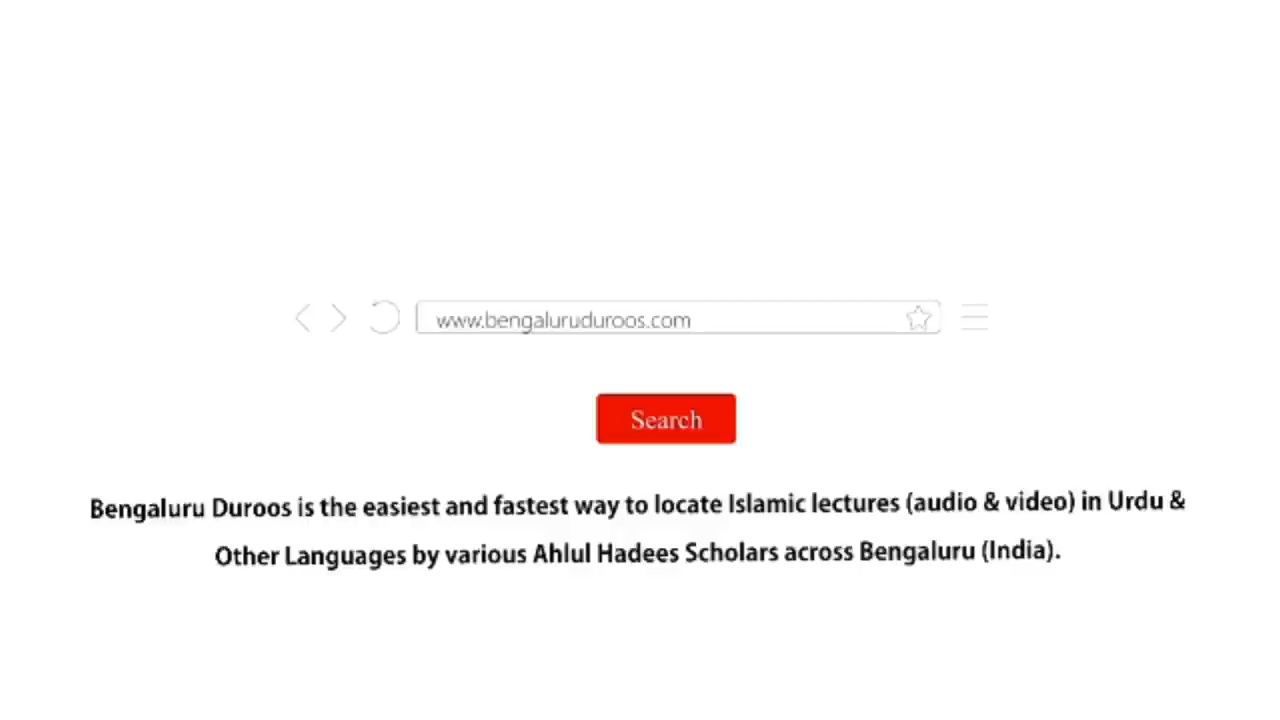 www.bengaluruduroos.com
Search
Bengaluru Duroos is the easiest and fastest way to locate Islamic lectures (audio & video) in Urdu &
Other Languages by various Ahlul Hadees Scholars across Bengaluru (India).